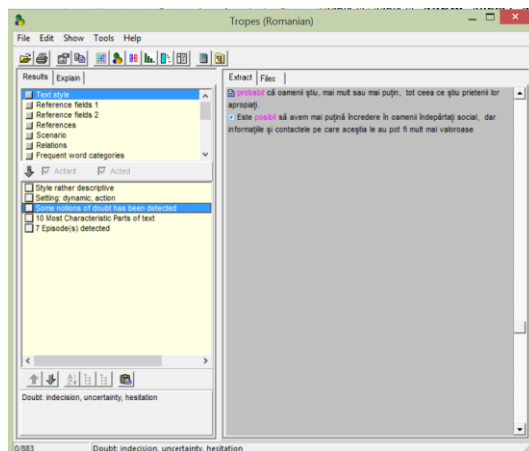 Tropes (Romanian)
File Edit Show Tools Help
Results Explain
Text style
Reference fields 1
Reference fields 2
References
Scenario
Relations
Frequent word categories
Actant Acted
Style rather descriptive
Setting: dynamic, action
Some notions of doubt has been detected
10 Most Characteristic Parts of text
7 Episode(s) detected
Doubt: indecision, uncertainty, hesitation
Extract Files
probabil că oamenii știu, mai mult sau mai puțin, tot ceea ce știu prietenii lor
apropiați.
Este posibil să avem mai puțină încredere în oamenii îndepărtați social, dar
informațiile și contactele pe care aceștia le au pot fi mult mai valoroase
0/883 Doubt: indecision, uncertainty, hesitation